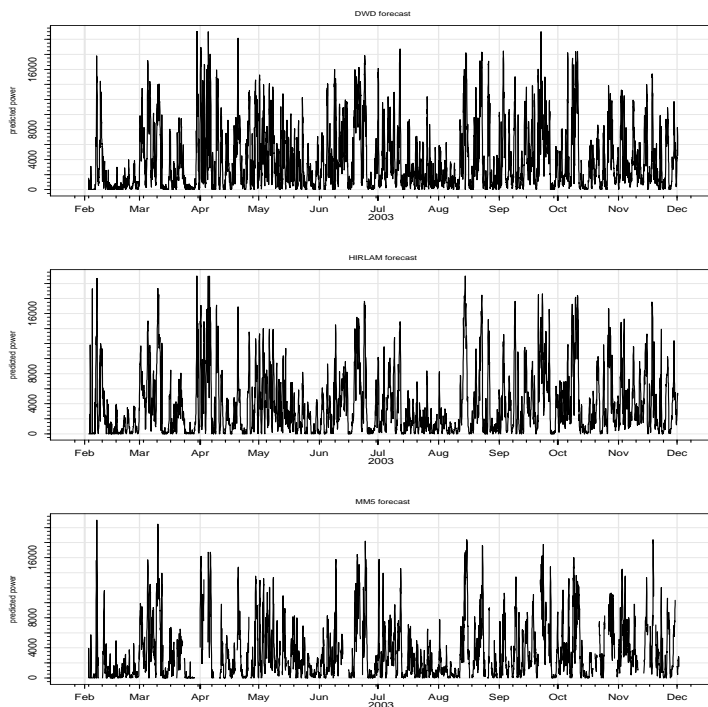 DWD forecast
predicted power
0 4000 8000 16000
Feb Mar Apr May Jun Jul Aug Sep Oct Nov Dec
2003
HIRLAM forecast
predicted power
0 4000 8000 16000
Feb Mar Apr May Jun Jul Aug Sep Oct Nov Dec
2003
MM5 forecast
predicted power
0 4000 8000 16000
Feb Mar Apr May Jun Jul Aug Sep Oct Nov Dec
2003